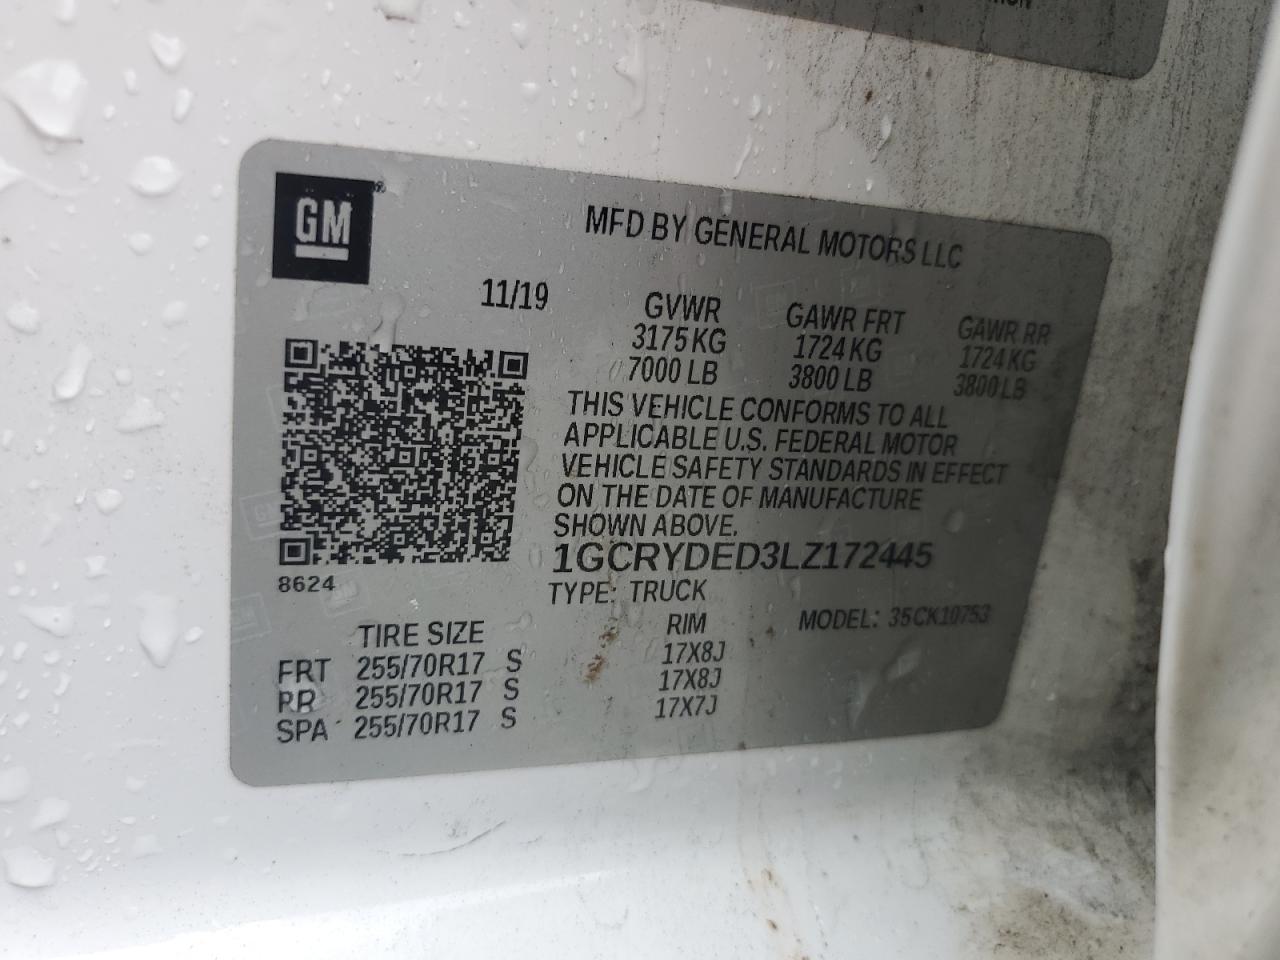 GM ®
MFD BY GENERAL MOTORS LLC
11/19
GVWR GAWR FRT GAWR RR
3175 KG 1724 KG 1724 KG
7000 LB 3800 LB 3800 LB
THIS VEHICLE CONFORMS TO ALL
APPLICABLE U.S. FEDERAL MOTOR
VEHICLE SAFETY STANDARDS IN EFFECT
ON THE DATE OF MANUFACTURE
SHOWN ABOVE.
1GCRYDED3LZ172445
8624
TYPE: TRUCK
MODEL: 35CK10753
TIRE SIZE RIM
FRT 255/70R17 S 17X8J
RR 255/70R17 S 17X8J
SPA 255/70R17 S 17X7J